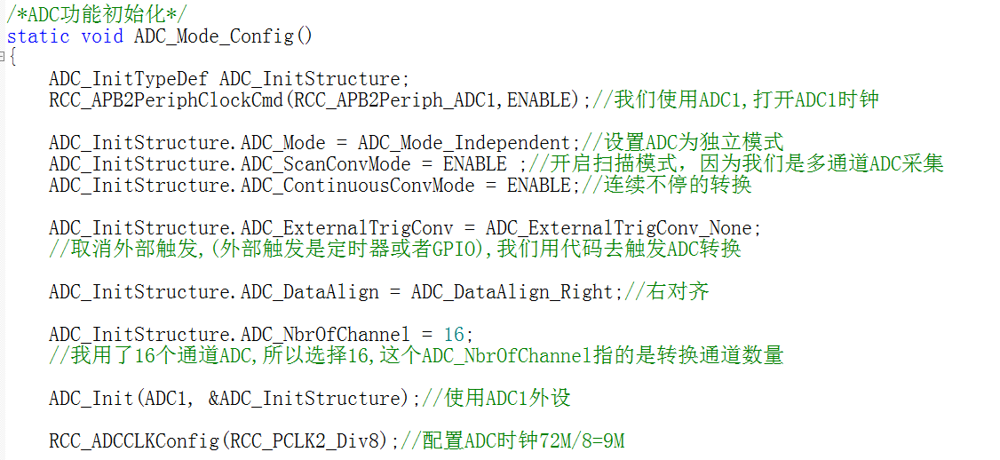 /*ADC功能初始化*/
static void ADC_Mode_Config()
{
ADC_InitTypeDef ADC_InitStructure;
RCC_APB2PeriphClockCmd(RCC_APB2Periph_ADC1,ENABLE);//我们使用ADC1,打开ADC1时钟
ADC_InitStructure.ADC_Mode = ADC_Mode_Independent;//设置ADC为独立模式
ADC_InitStructure.ADC_ScanConvMode = ENABLE ;//开启扫描模式，因为我们是多通道ADC采集
ADC_InitStructure.ADC_ContinuousConvMode = ENABLE;//连续不停的转换
ADC_InitStructure.ADC_ExternalTrigConv = ADC_ExternalTrigConv_None;
//取消外部触发,(外部触发是定时器或者GPIO),我们用代码去触发ADC转换
ADC_InitStructure.ADC_DataAlign = ADC_DataAlign_Right;//右对齐
ADC_InitStructure.ADC_NbrOfChannel = 16;
//我用了16个通道ADC,所以选择16,这个ADC_NbrOfChannel指的是转换通道数量
ADC_Init(ADC1, &ADC_InitStructure);//使用ADC1外设
RCC_ADCCLKConfig(RCC_PCLK2_Div8);//配置ADC时钟72M/8=9M